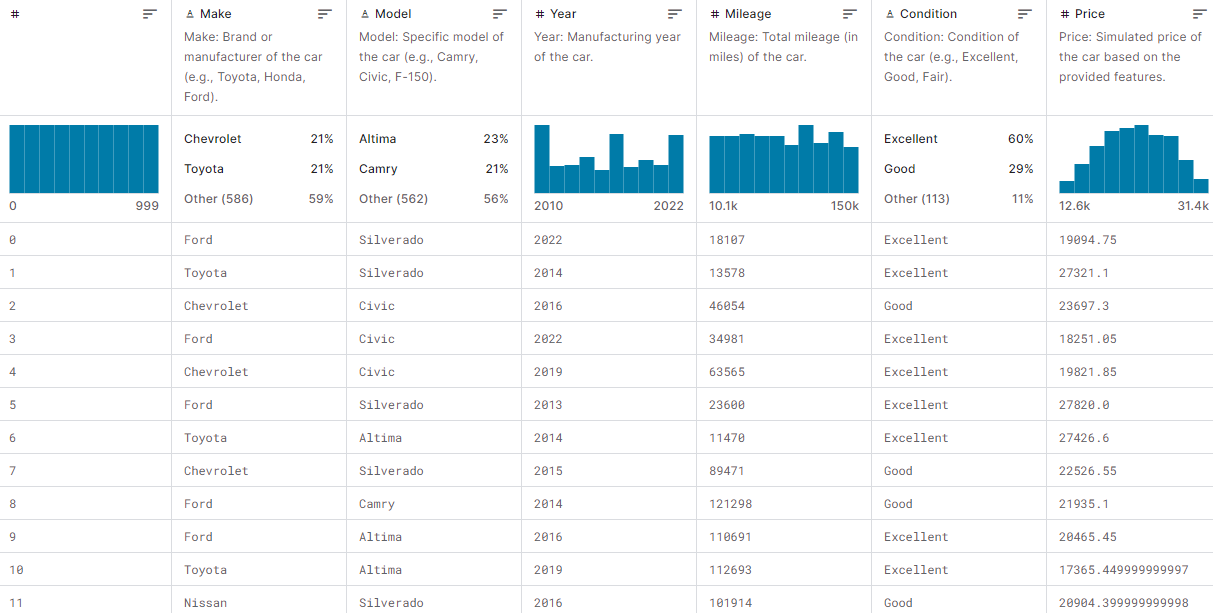 # Make Model # Year # Mileage Condition # Price
Make: Brand or Model: Specific model of Year: Manufacturing year Mileage: Total mileage (in Condition: Condition of Price: Simulated price of
manufacturer of the car the car (e.g., Camry, of the car. miles) of the car. the car (e.g., Excellent, the car based on the
(e.g., Toyota, Honda, Civic, F-150). Good, Fair). provided features.
Ford).
Chevrolet 21% Altima 23% Excellent 60%
Toyota 21% Camry 21% Good 29%
Other (586) 59% Other (562) 56% Other (113) 11%
0 999 2010 2022 10.1k 150k 12.6k 31.4k
0 Ford Silverado 2022 18107 Excellent 19094.75
1 Toyota Silverado 2014 13578 Excellent 27321.1
2 Chevrolet Civic 2016 46054 Good 23697.3
3 Ford Civic 2022 34981 Excellent 18251.05
4 Chevrolet Civic 2019 63565 Excellent 19821.85
5 Ford Silverado 2013 23600 Excellent 27820.0
6 Toyota Altima 2014 11470 Excellent 27426.6
7 Chevrolet Silverado 2015 89471 Good 22526.55
8 Ford Camry 2014 121298 Good 21935.1
9 Ford Altima 2016 110691 Excellent 20465.45
10 Toyota Altima 2019 112693 Excellent 17365.449999999997
11 Nissan Silverado 2016 101914 Good 20904.399999999998